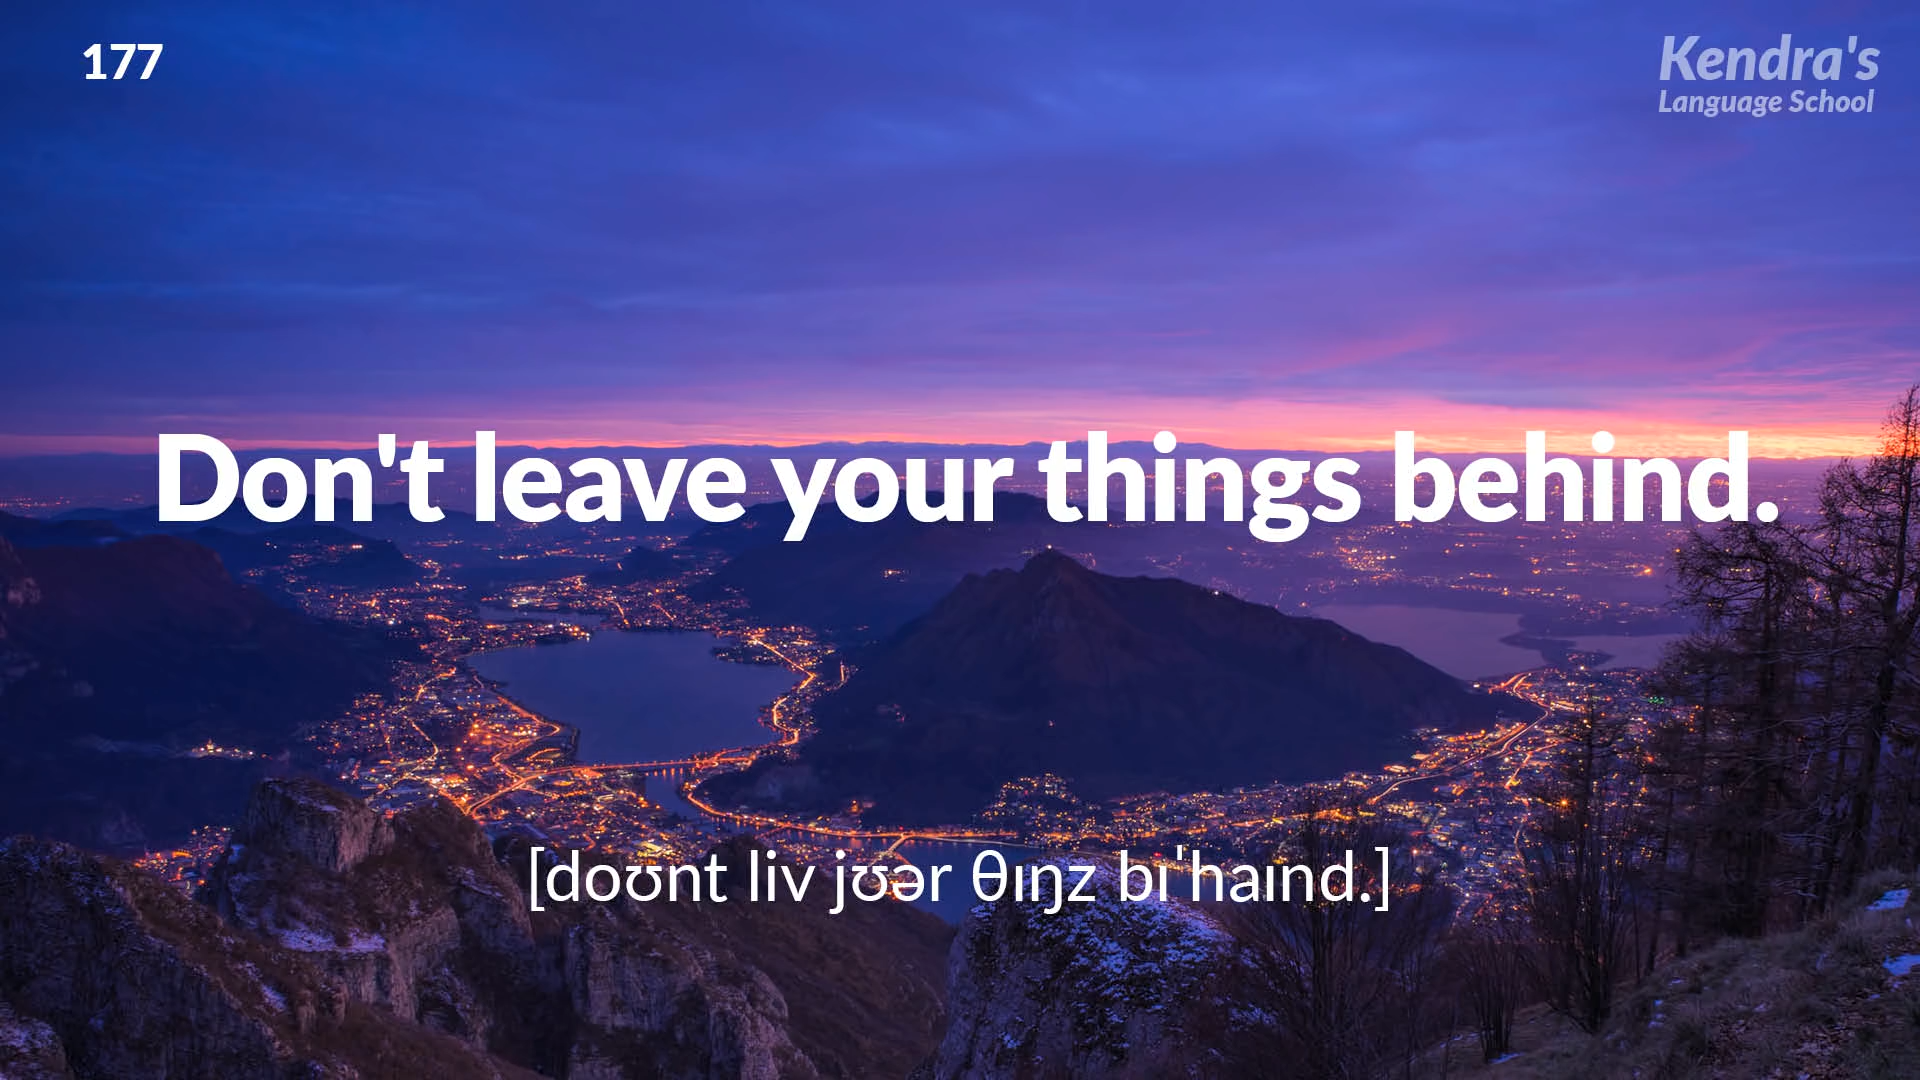 177
Kendra's
Language School
Don't leave your things behind.
[doʊnt liv jʊər θɪŋz bɪˈhaɪnd.]